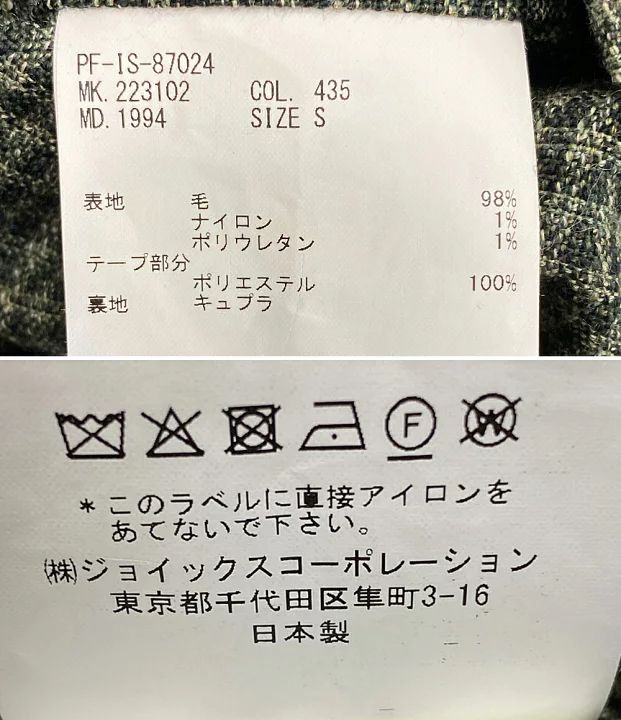 PF-IS-87024
MK.223102 COL. 435
MD.1994 SIZE S
表地 毛 98%
ナイロン 1%
ポリウレタン 1%
テープ部分
ポリエステル 100%
裏地 キュプラ
F W
*このラベルに直接アイロンを
あてないで下さい。
㈱ジョイックスコーポレーション
東京都千代田区隼町3-16
日本製